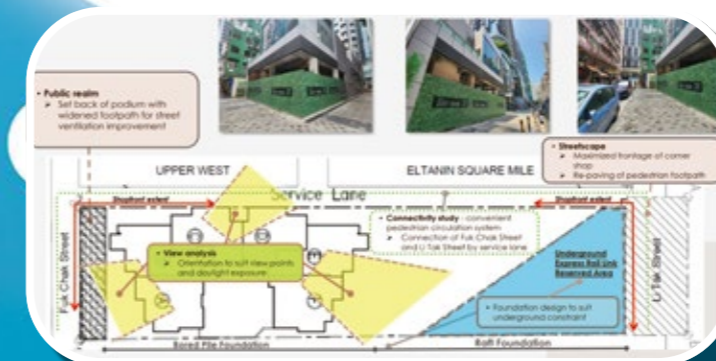 • Public realm
➤ Set back of podium with
widened footpath for street
ventilation improvement
• Streetscape
➤ Maximized frontage of corner
shop
➤ Re-paving of pedestrian footpath
UPPER WEST
ELTANIN SQUARE MILE
Service Lane
Shopfront extent
Shopfront extent
• Connectivity study : convenient
pedestrian circulation system
➤ Connection of Fuk Chak Street
and Li Tak Street by service lane
Fuk Chak Street
• View analysis
➤ Orientation to suit view points
and daylight exposure
Underground
Express Rail Link
Reserved Area
Li Tak Street
• Foundation design to suit
underground constraint
Bored Pile Foundation
Raft Foundation